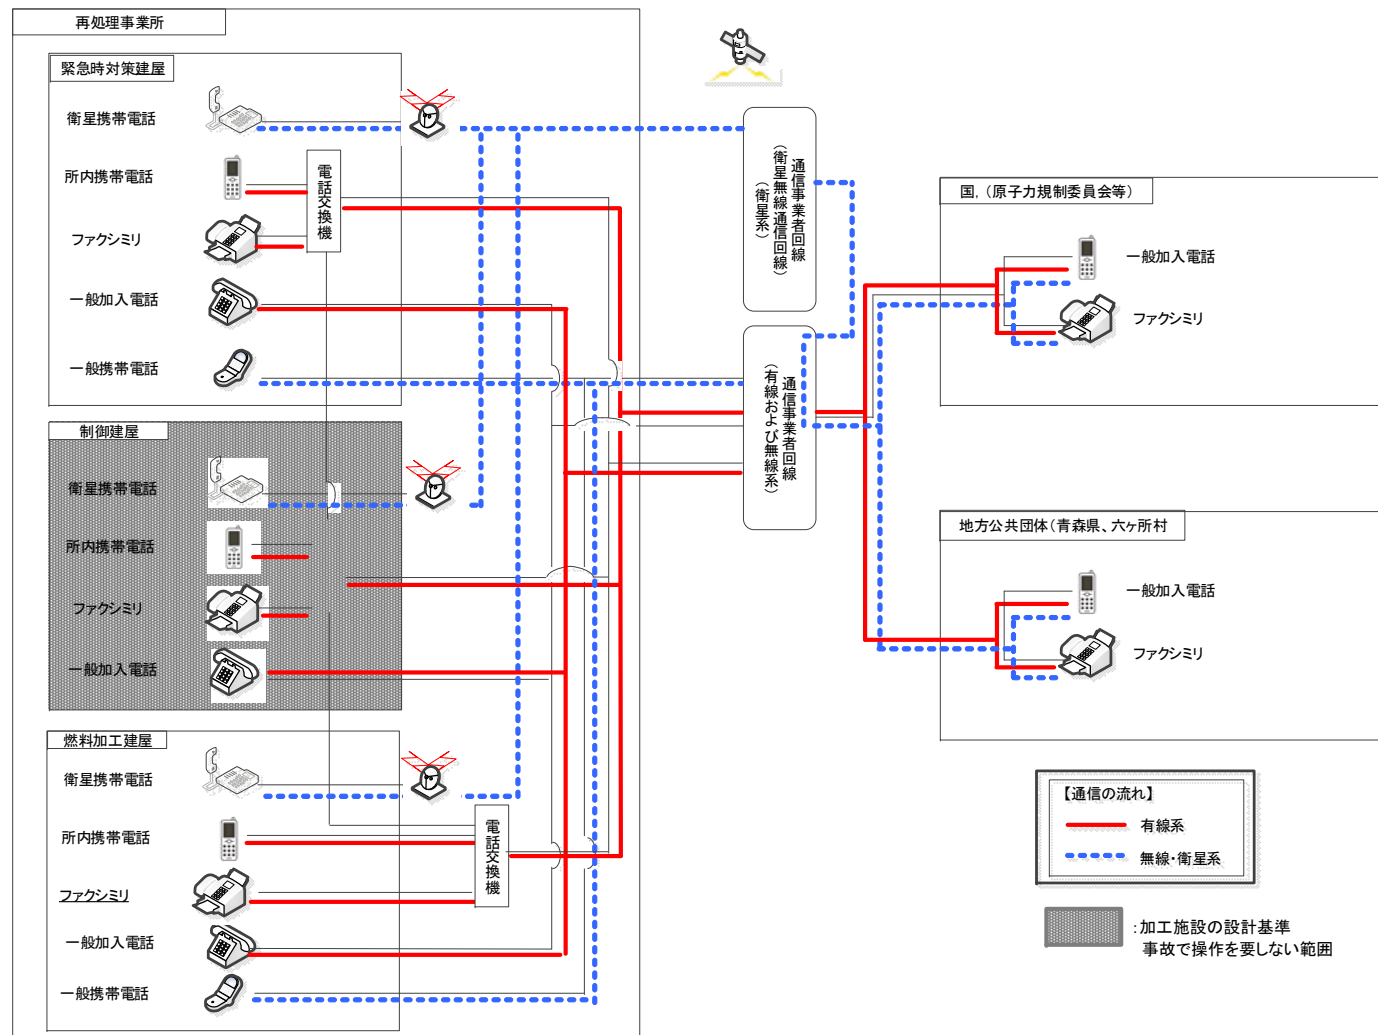 再処理事業所
緊急時対策建屋
衛星携帯電話
所内携帯電話
ファクシミリ
一般加入電話
一般携帯電話
電話交換機
制御建屋
衛星携帯電話
所内携帯電話
ファクシミリ
一般加入電話
燃料加工建屋
衛星携帯電話
所内携帯電話
ファクシミリ
一般加入電話
一般携帯電話
電話交換機
通信事業者回線
(衛星無線通信回線)
(衛星系)
通信事業者回線
(有線および無線系)
国,(原子力規制委員会等)
一般加入電話
ファクシミリ
地方公共団体(青森県、六ヶ所村
一般加入電話
ファクシミリ
【通信の流れ】
有線系
無線・衛星系
:加工施設の設計基準
事故で操作を要しない範囲